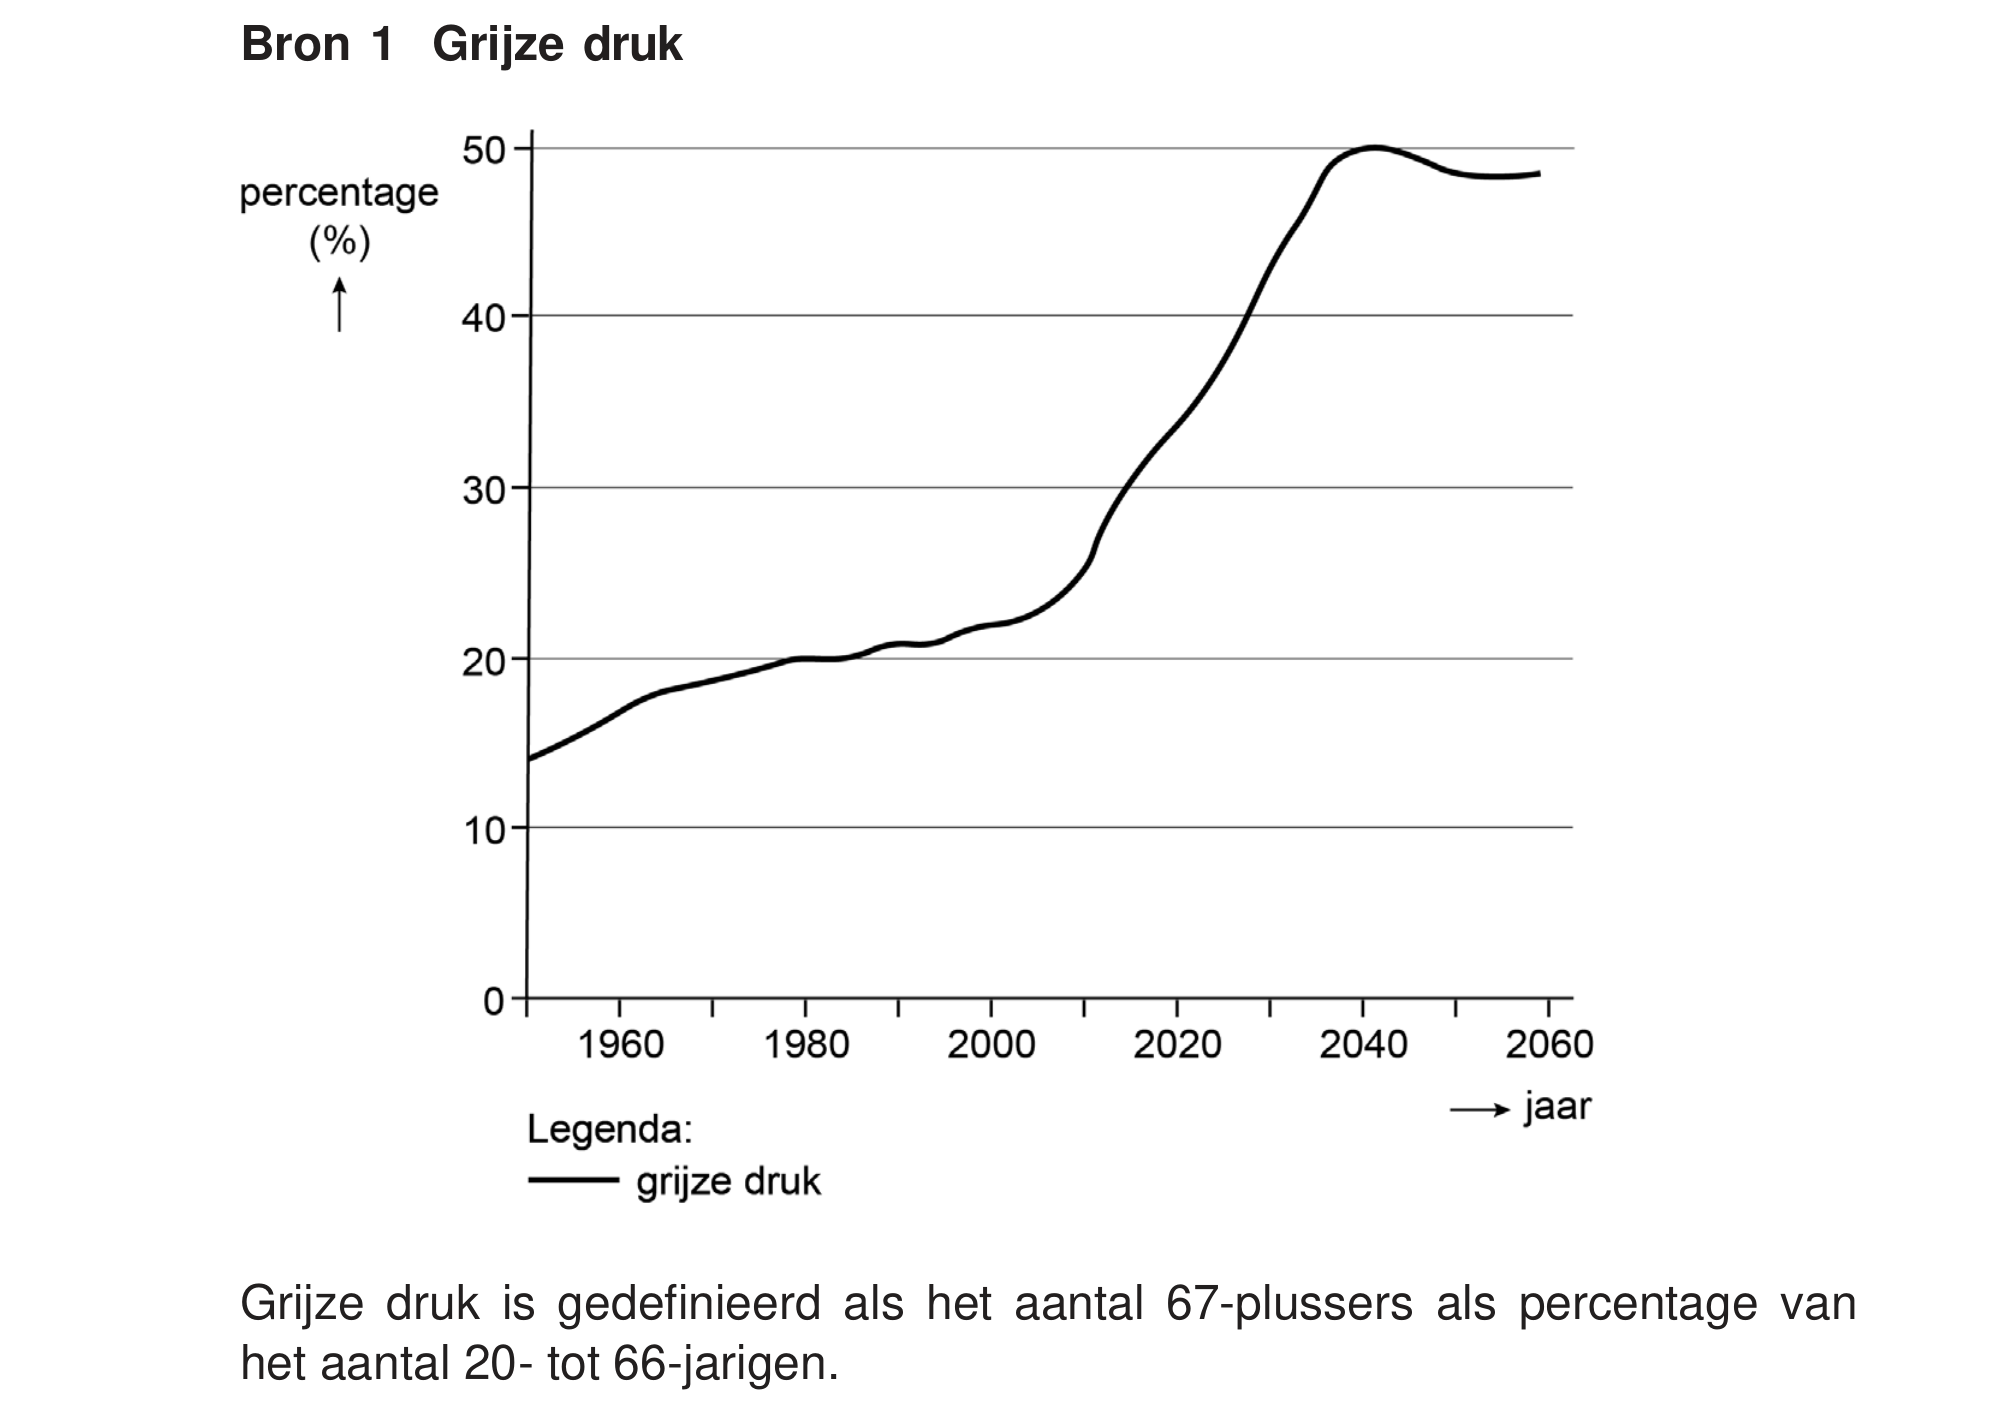 Bron 1 Grijze druk
50
percentage
(%)
40
30
20
10
0
1960 1980 2000 2020 2040 2060
jaar
Legenda:
grijze druk
Grijze druk is gedefinieerd als het aantal 67-plussers als percentage van
het aantal 20- tot 66-jarigen.